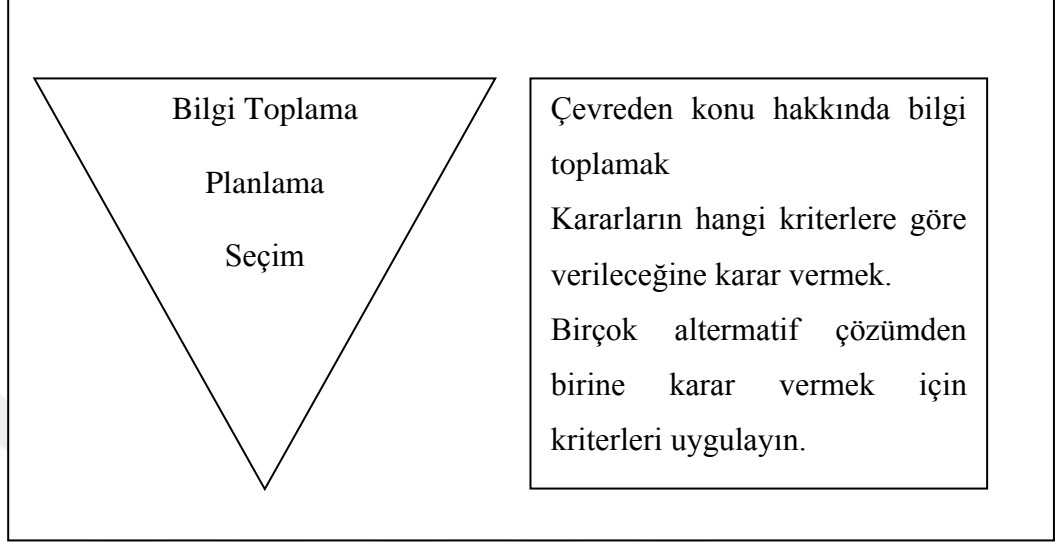 Bilgi Toplama
Planlama
Seçim
Çevreden konu hakkında bilgi
toplamak
Kararların hangi kriterlere göre
verileceğine karar vermek.
Birçok altermatif çözümden
birine karar vermek için
kriterleri uygulayın.